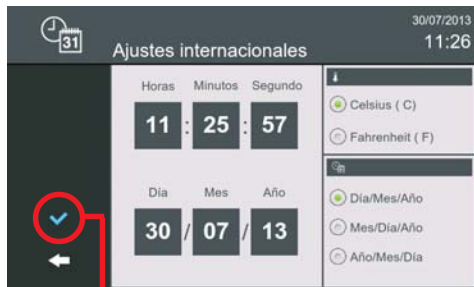 31
30/07/2013
11:26
Ajustes internacionales
Horas Minutos Segundo
11 : 25 : 57
Día Mes Año
30 / 07 / 13
Celsius ( C)
Fahrenheit ( F)
Día/Mes/Año
Mes/Día/Año
Año/Mes/Día